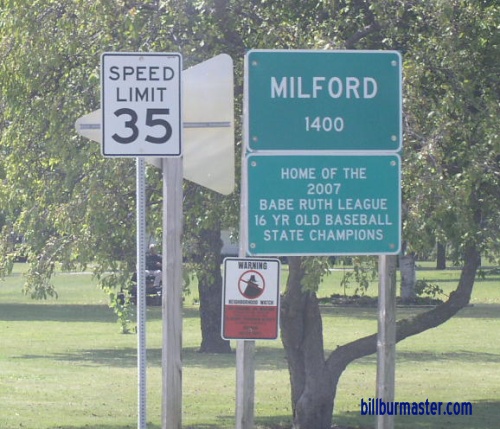 SPEED
LIMIT
35
MILFORD
1400
HOME OF THE
2007
BABE RUTH LEAGUE
16 YR OLD BASEBALL
STATE CHAMPIONS
WARNING
NEIGHBORHOOD WATCH
billburmaster.com